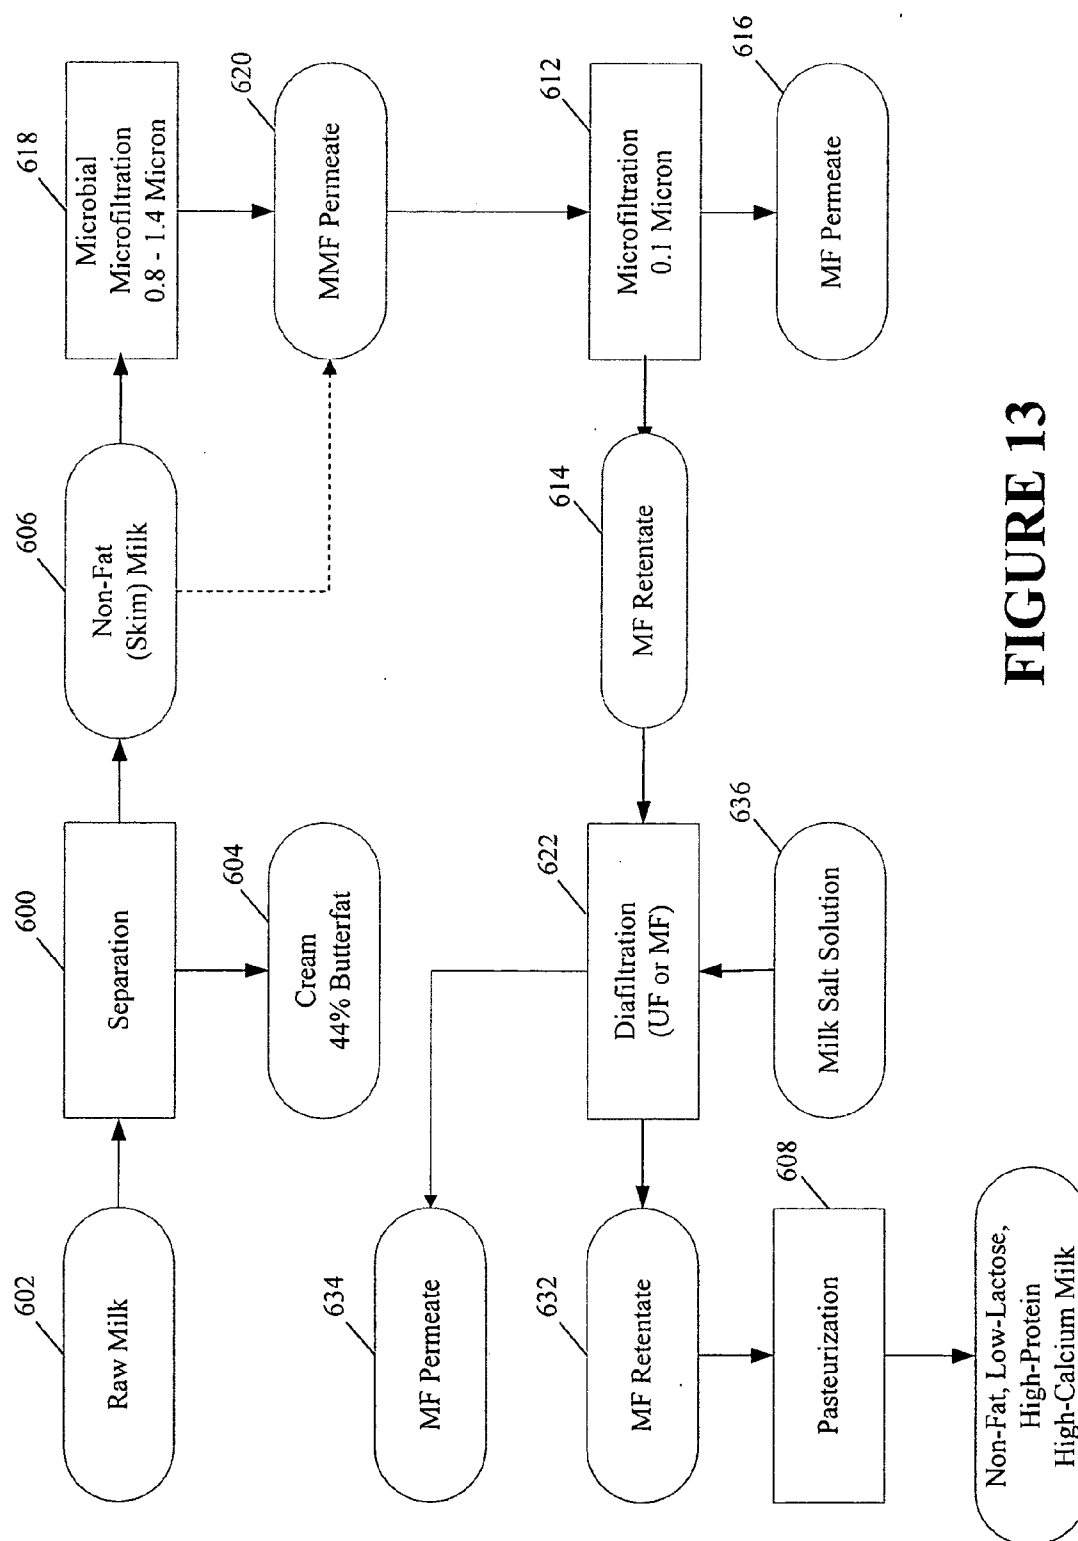 602
Raw Milk
600
Separation
606
Non-Fat
(Skim) Milk
618
Microbial
Microfiltration
0.8 - 1.4 Micron
604
Cream
44% Butterfat
620
MMF Permeate
634
MF Permeate
632
MF Retentate
622
Diafiltration
(UF or MF)
614
MF Retentate
612
Microfiltration
0.1 Micron
608
Pasteurization
636
Milk Salt Solution
616
MF Permeate
Non-Fat, Low-Lactose,
High-Protein
High-Calcium Milk
FIGURE 13